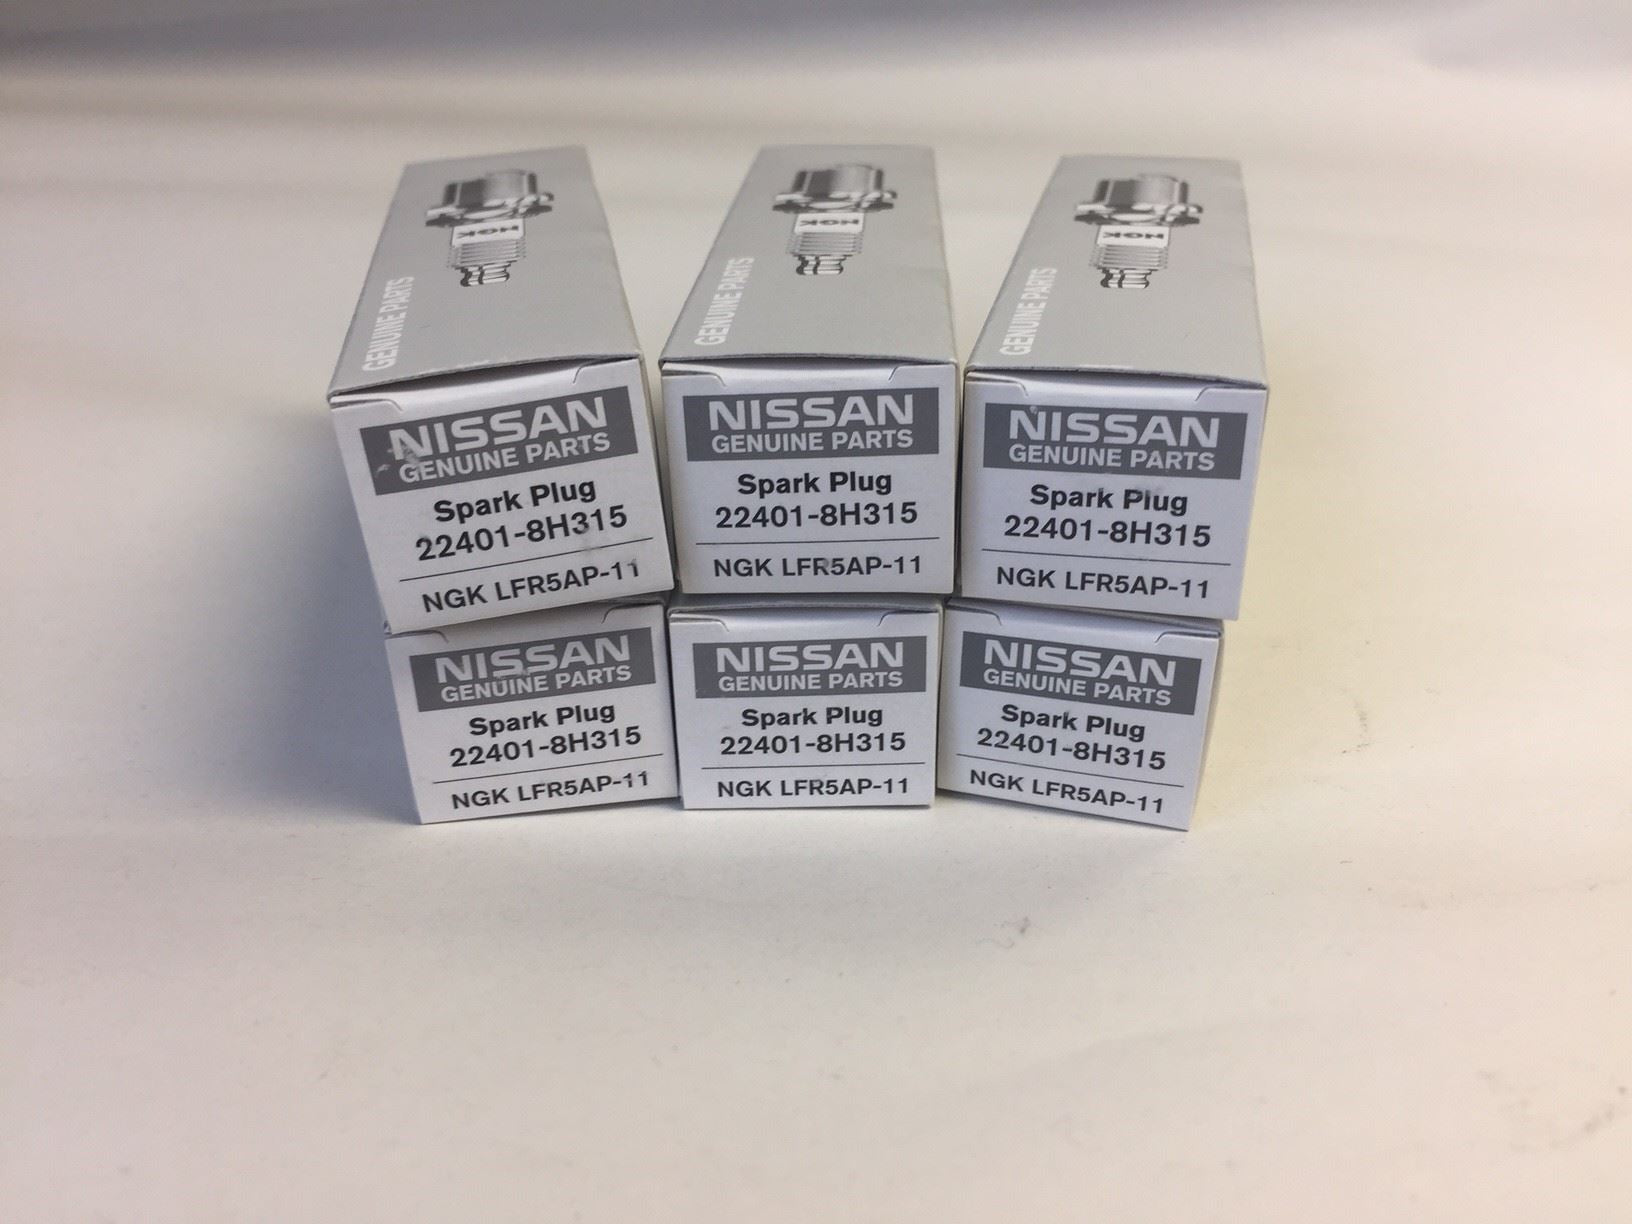 NGK
GENUINE PARTS
NISSAN
GENUINE PARTS
Spark Plug
22401-8H315
NGK LFR5AP-11
NGK
GENUINE PARTS
NISSAN
GENUINE PARTS
Spark Plug
22401-8H315
NGK LFR5AP-11
NGK
GENUINE PARTS
NISSAN
GENUINE PARTS
Spark Plug
22401-8H315
NGK LFR5AP-11
NISSAN
GENUINE PARTS
Spark Plug
22401-8H315
NGK LFR5AP-11
NISSAN
GENUINE PARTS
Spark Plug
22401-8H315
NGK LFR5AP-11
NISSAN
GENUINE PARTS
Spark Plug
22401-8H315
NGK LFR5AP-11